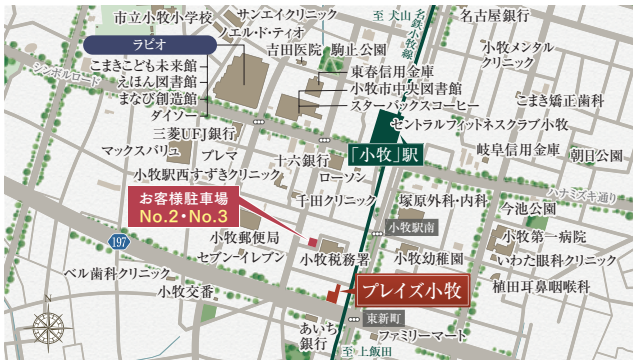 市立小牧小学校
サンエイクリニック
至 犬山
名鉄小牧線
名古屋銀行
ラピオ
ノエル・ド・ティオ
吉田医院
駒止公園
小牧メンタル
クリニック
シンボルロード
こまきこども未来館
えほん図書館
まなび創造館
ダイソー
東春信用金庫
小牧市中央図書館
スターバックスコーヒー
こまき矯正歯科
三菱UFJ銀行
セントラルフィットネスクラブ小牧
マックスバリュ
プレマ
十六銀行
「小牧」駅
岐阜信用金庫
朝日公園
小牧駅西すずきクリニック
ローソン
ハナミズキ通り
お客様駐車場
No.2・No.3
千田クリニック
塚原外科・内科
今池公園
197
小牧郵便局
小牧駅南
小牧第一病院
セブン-イレブン
小牧税務署
小牧幼稚園
いわた眼科クリニック
ベル歯科クリニック
小牧交番
プレイズ小牧
植田耳鼻咽喉科
N
あいち
銀行
東新町
ファミリーマート
至 上飯田